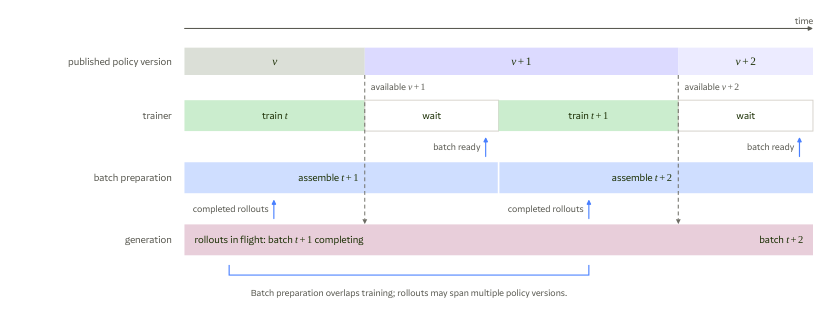 time
published policy version
v
v + 1
v + 2
available v + 1
available v + 2
trainer
train t
wait
train t + 1
wait
batch ready
batch ready
batch preparation
assemble t + 1
assemble t + 2
completed rollouts
completed rollouts
generation
rollouts in flight: batch t + 1 completing
batch t + 2
Batch preparation overlaps training; rollouts may span multiple policy versions.